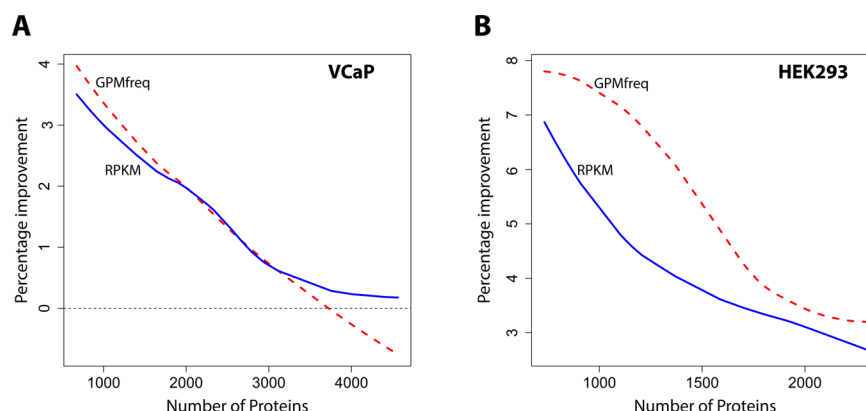 A
VCaP
GPMfreq
RPKM
Percentage improvement
4
3
2
1
0
1000 2000 3000 4000
Number of Proteins
B
HEK293
GPMfreq
RPKM
Percentage improvement
8
7
6
5
4
3
1000 1500 2000
Number of Proteins